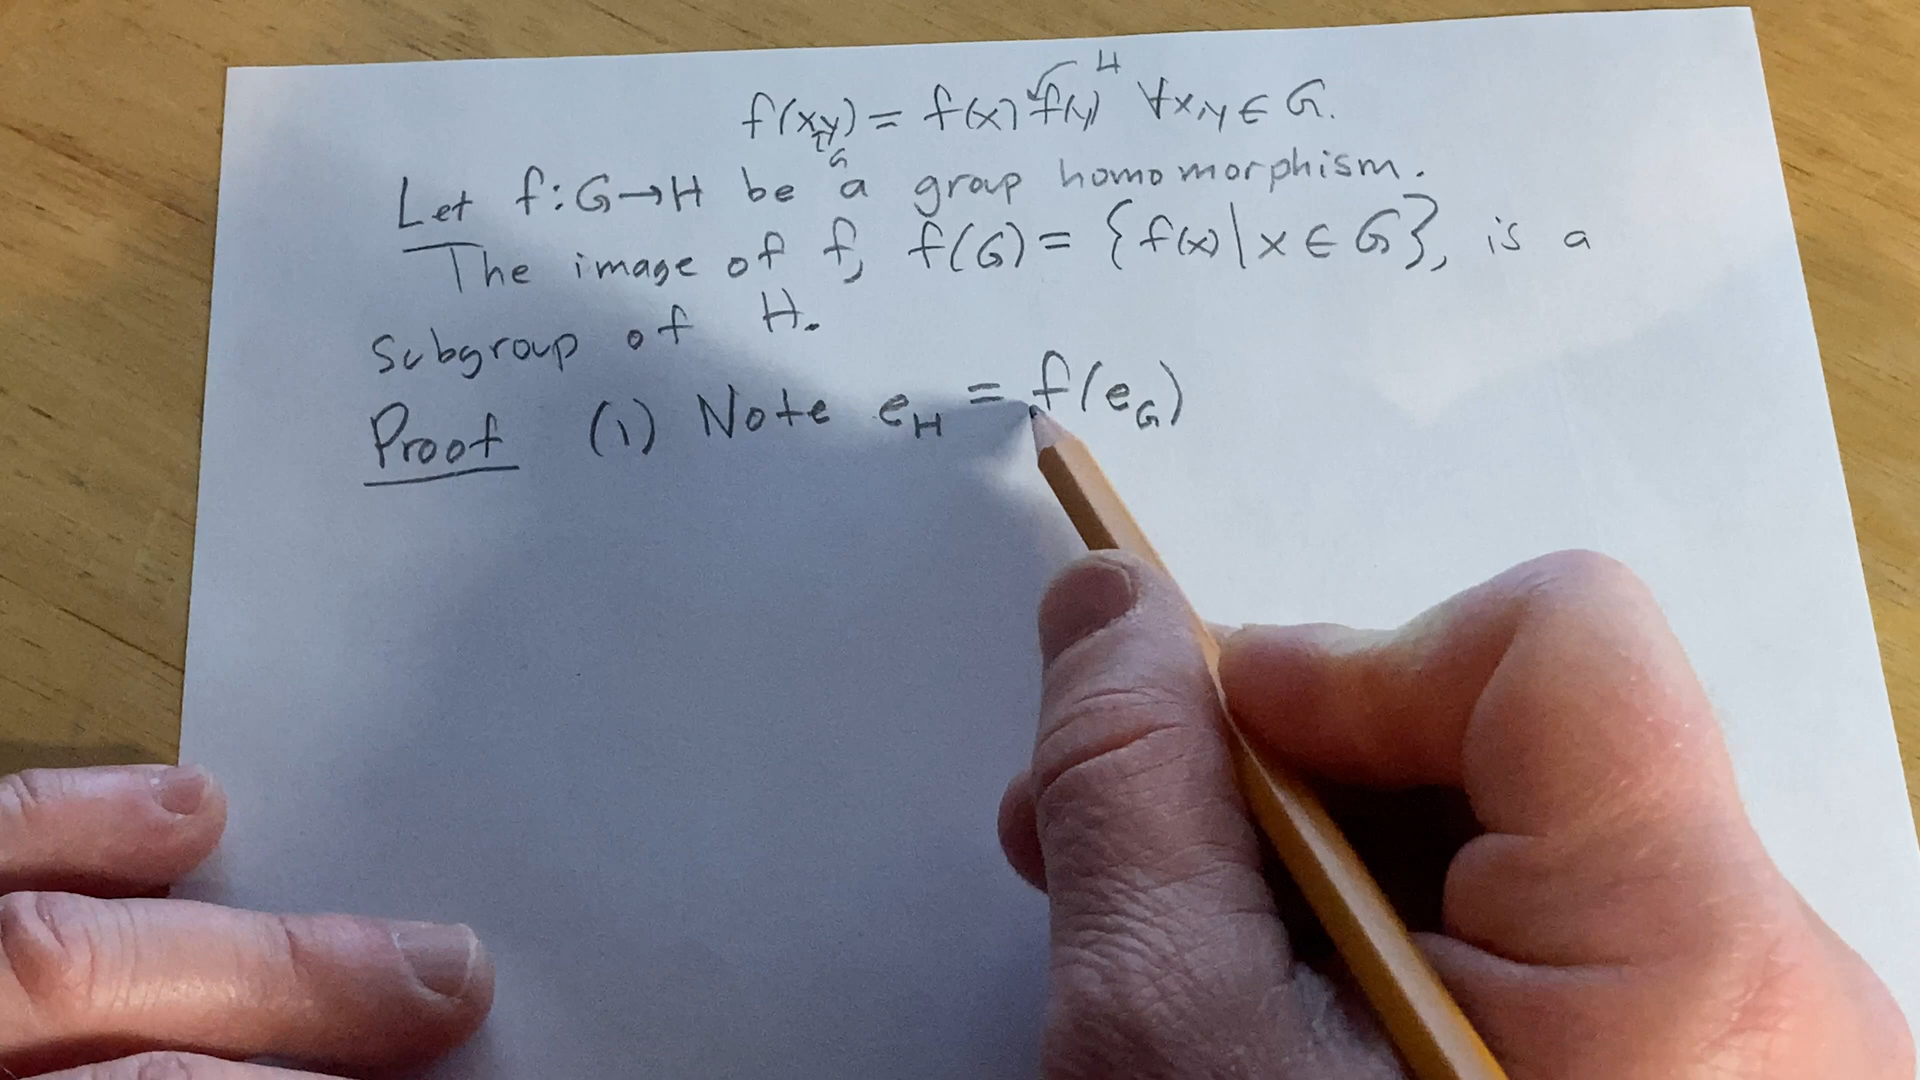 H
f(xy) = f(x) f(y) ∀x,y ∈ G.
G
Let f: G → H be a group homomorphism.
The image of f, f(G) = {f(x) | x ∈ G}, is a
subgroup of H.
Proof (1) Note e_H = f(e_G)